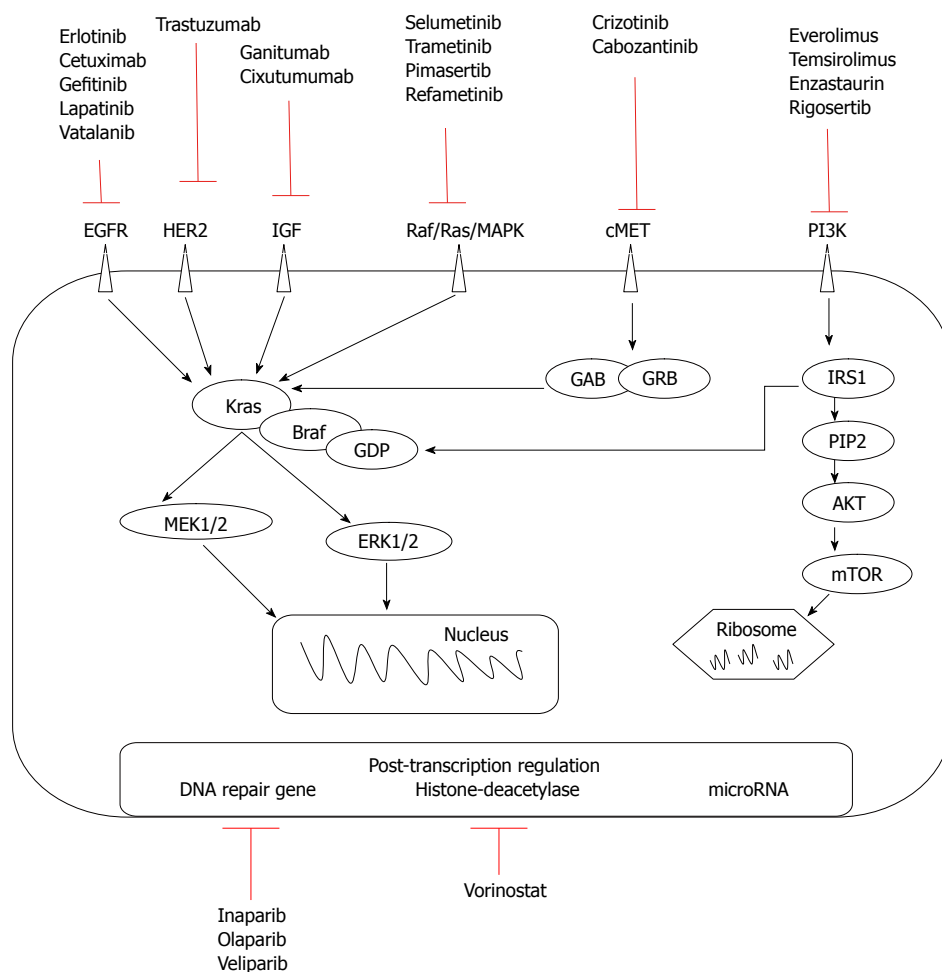 Erlotinib
Cetuximab
Gefitinib
Lapatinib
Vatalanib
Trastuzumab
Ganitumab
Cixutumumab
Selumetinib
Trametinib
Pimasertib
Refametinib
Crizotinib
Cabozantinib
Everolimus
Temsirolimus
Enzastaurin
Rigosertib
EGFR
HER2
IGF
Raf/Ras/MAPK
cMET
PI3K
Kras
Braf
GDP
GAB
GRB
IRS1
PIP2
AKT
mTOR
MEK1/2
ERK1/2
Nucleus
Ribosome
Post-transcription regulation
DNA repair gene
Histone-deacetylase
microRNA
Inaparib
Olaparib
Veliparib
Vorinostat